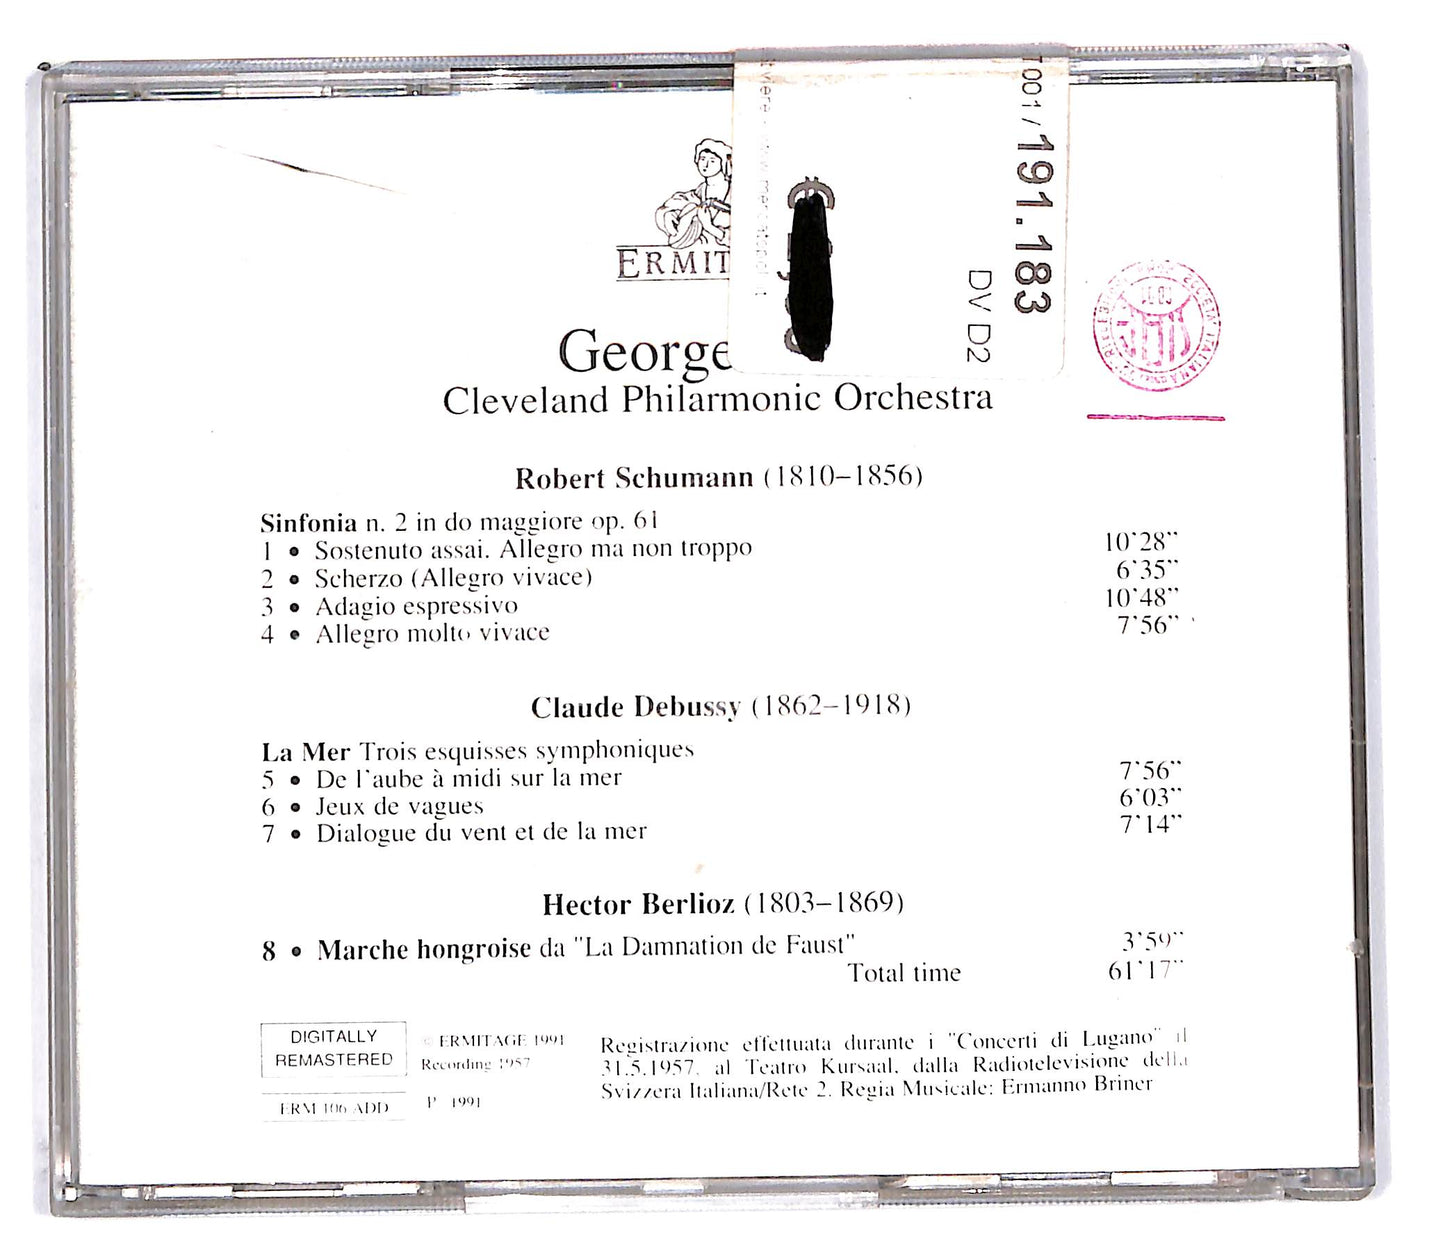 T001/191.183
DV D2
ERMIT
George
Cleveland Philarmonic Orchestra
Robert Schumann (1810–1856)
Sinfonia n. 2 in do maggiore op. 61
1 • Sostenuto assai. Allegro ma non troppo 10'28''
2 • Scherzo (Allegro vivace) 6'35''
3 • Adagio espressivo 10'48''
4 • Allegro molto vivace 7'56''
Claude Debussy (1862–1918)
La Mer Trois esquisses symphoniques
5 • De l'aube à midi sur la mer 7'56''
6 • Jeux de vagues 6'03''
7 • Dialogue du vent et de la mer 7'14''
Hector Berlioz (1803–1869)
8 • Marche hongroise da "La Damnation de Faust" 3'59''
Total time 61'17''
DIGITALLY
REMASTERED
ERM 106 ADD
© ERMITAGE 1991
Recording 1957
P 1991
Registrazione effettuata durante i "Concerti di Lugano" il
31.5.1957, al Teatro Kursaal, dalla Radiotelevisione della
Svizzera Italiana/Rete 2. Regia Musicale: Ermanno Briner